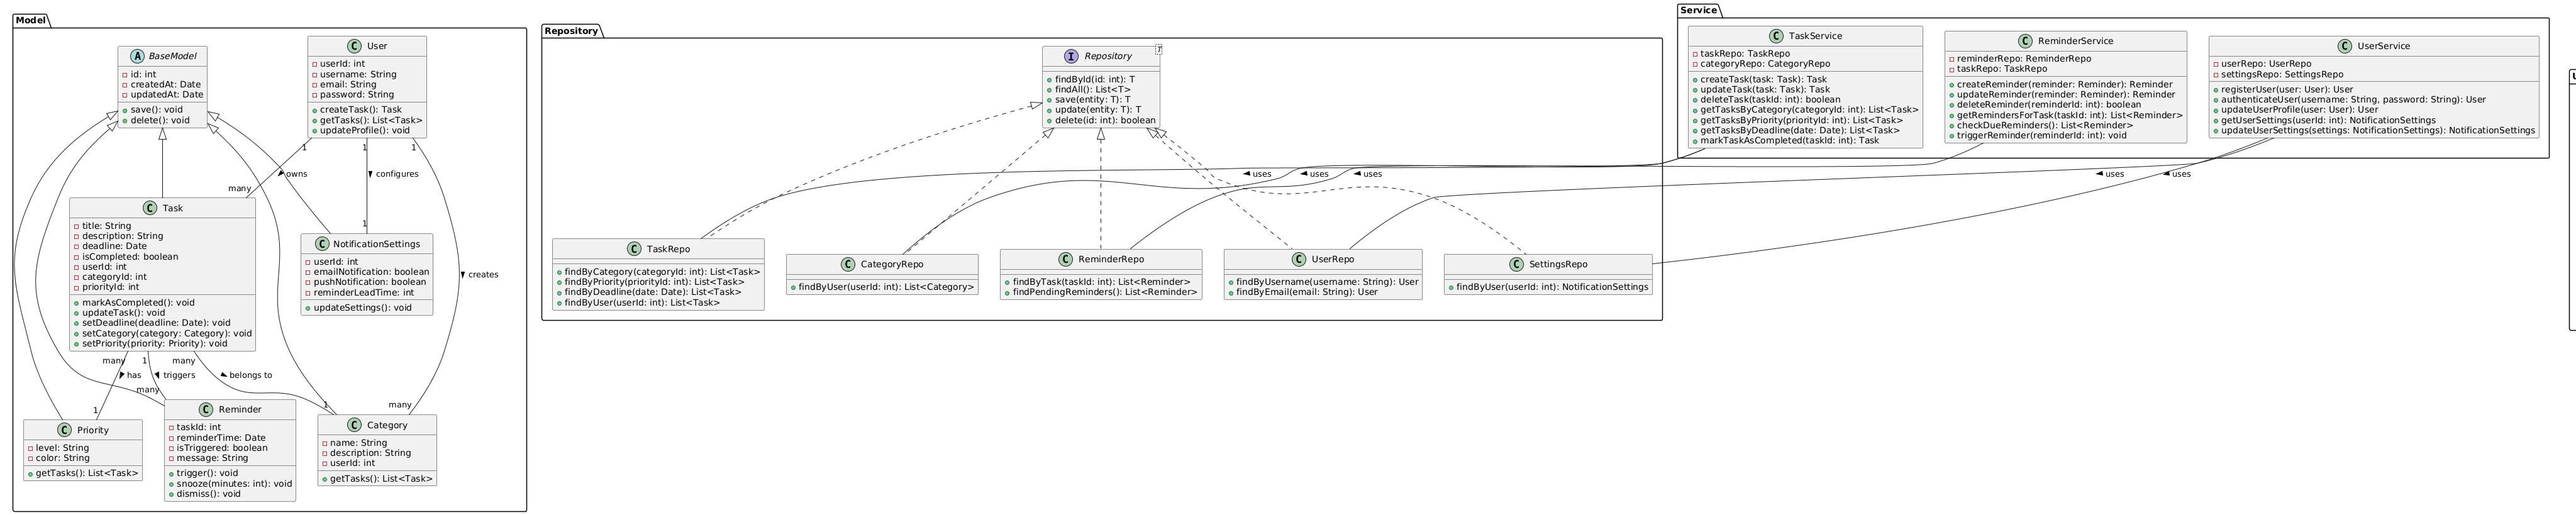 Model
BaseModel
id: int
createdAt: Date
updatedAt: Date
save(): void
delete(): void
User
userId: int
username: String
email: String
password: String
createTask(): Task
getTasks(): List<Task>
updateProfile(): void
1
1
1
owns
configures
many
1
Task
title: String
description: String
deadline: Date
isCompleted: boolean
userId: int
categoryId: int
priorityId: int
markAsCompleted(): void
updateTask(): void
setDeadline(deadline: Date): void
setCategory(category: Category): void
setPriority(priority: Priority): void
NotificationSettings
userId: int
emailNotification: boolean
pushNotification: boolean
reminderLeadTime: int
updateSettings(): void
creates
many
1
many
has
triggers
belongs to
many
1
1
many
Priority
level: String
color: String
getTasks(): List<Task>
Reminder
taskId: int
reminderTime: Date
isTriggered: boolean
message: String
trigger(): void
snooze(minutes: int): void
dismiss(): void
Category
name: String
description: String
userId: int
getTasks(): List<Task>
Repository
Repository
T
findById(id: int): T
findAll(): List<T>
save(entity: T): T
update(entity: T): T
delete(id: int): boolean
uses
uses
uses
TaskRepo
findByCategory(categoryId: int): List<Task>
findByPriority(priorityId: int): List<Task>
findByDeadline(date: Date): List<Task>
findByUser(userId: int): List<Task>
CategoryRepo
findByUser(userId: int): List<Category>
ReminderRepo
findByTask(taskId: int): List<Reminder>
findPendingReminders(): List<Reminder>
UserRepo
findByUsername(username: String): User
findByEmail(email: String): User
SettingsRepo
findByUser(userId: int): NotificationSettings
Service
TaskService
taskRepo: TaskRepo
categoryRepo: CategoryRepo
createTask(task: Task): Task
updateTask(task: Task): Task
deleteTask(taskId: int): boolean
getTasksByCategory(categoryId: int): List<Task>
getTasksByPriority(priorityId: int): List<Task>
getTasksByDeadline(date: Date): List<Task>
markTaskAsCompleted(taskId: int): Task
ReminderService
reminderRepo: ReminderRepo
taskRepo: TaskRepo
createReminder(reminder: Reminder): Reminder
updateReminder(reminder: Reminder): Reminder
deleteReminder(reminderId: int): boolean
getRemindersForTask(taskId: int): List<Reminder>
checkDueReminders(): List<Reminder>
triggerReminder(reminderId: int): void
UserService
userRepo: UserRepo
settingsRepo: SettingsRepo
registerUser(user: User): User
authenticateUser(username: String, password: String): User
updateUserProfile(user: User): User
getUserSettings(userId: int): NotificationSettings
updateUserSettings(settings: NotificationSettings): NotificationSettings
uses
uses